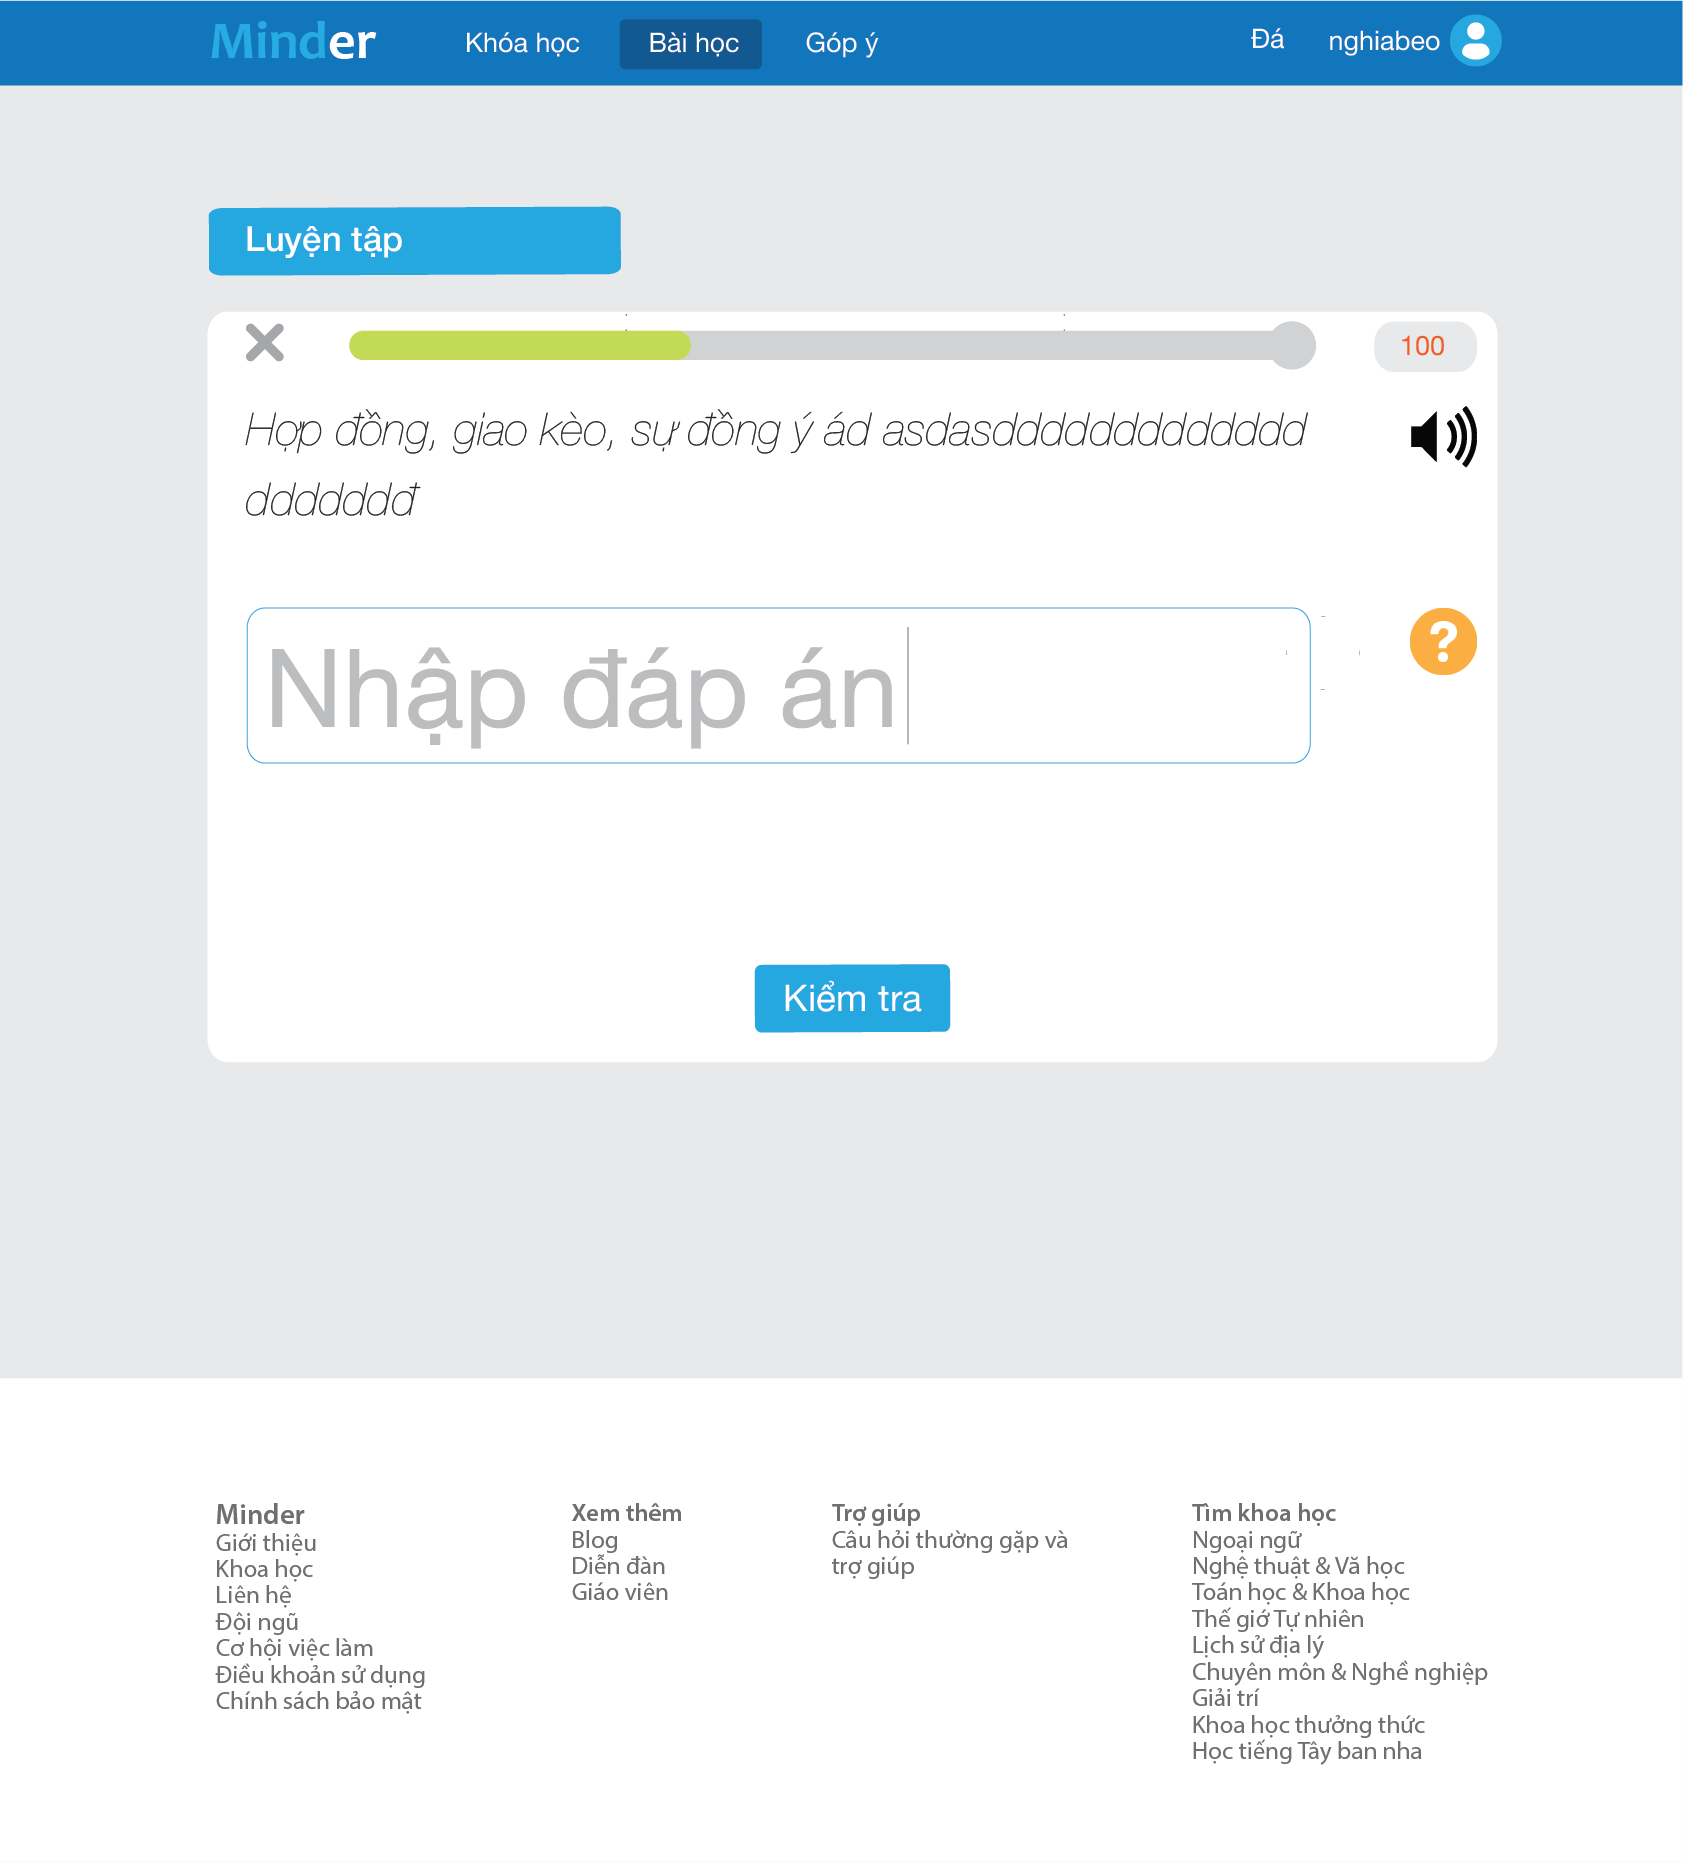 Minder
Khóa học
Bài học
Góp ý
Đá
nghiabeo
Luyện tập
100
Hợp đồng, giao kèo, sự đồng ý ád asdasddddddddddddd
ddddddđ
Nhập đáp án
?
Kiểm tra
Minder
Giới thiệu
Khoa học
Liên hệ
Đội ngũ
Cơ hội việc làm
Điều khoản sử dụng
Chính sách bảo mật
Xem thêm
Blog
Diễn đàn
Giáo viên
Trợ giúp
Câu hỏi thường gặp và
trợ giúp
Tìm khoa học
Ngoại ngữ
Nghệ thuật & Vă học
Toán học & Khoa học
Thế giớ Tự nhiên
Lịch sử địa lý
Chuyên môn & Nghề nghiệp
Giải trí
Khoa học thưởng thức
Học tiếng Tây ban nha